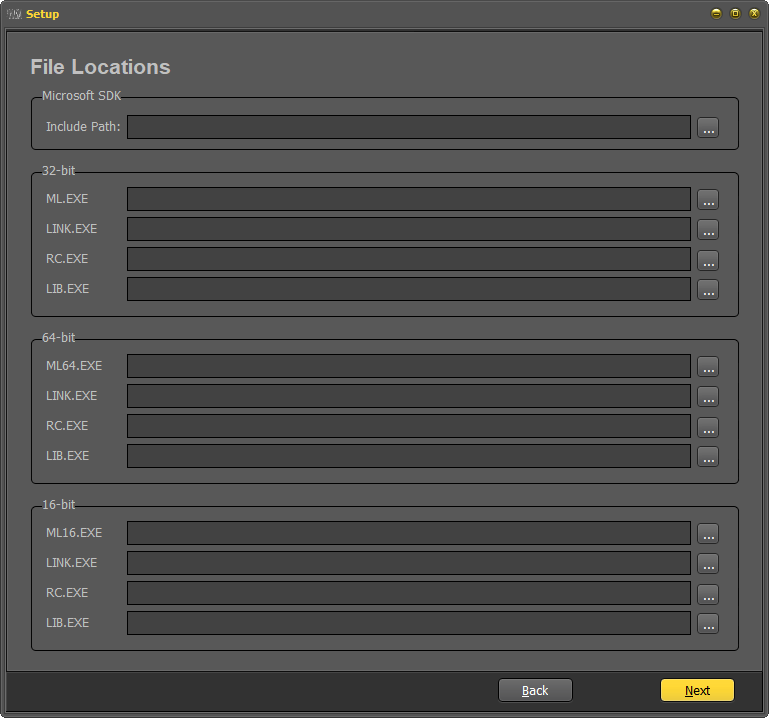 Setup
File Locations
Microsoft SDK
Include Path: ...
32-bit
ML.EXE ...
LINK.EXE ...
RC.EXE ...
LIB.EXE ...
64-bit
ML64.EXE ...
LINK.EXE ...
RC.EXE ...
LIB.EXE ...
16-bit
ML16.EXE ...
LINK.EXE ...
RC.EXE ...
LIB.EXE ...
Back Next